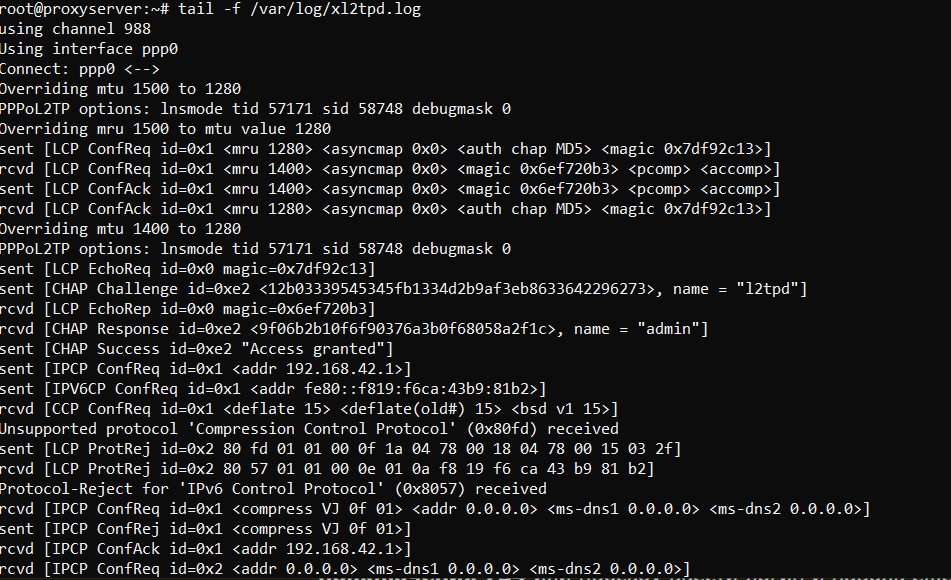 root@proxyserver:~# tail -f /var/log/xl2tpd.log
using channel 988
Using interface ppp0
Connect: ppp0 <-->
Overriding mtu 1500 to 1280
PPPoL2TP options: lnsmode tid 57171 sid 58748 debugmask 0
Overriding mru 1500 to mtu value 1280
sent [LCP ConfReq id=0x1 <mru 1280> <asyncmap 0x0> <auth chap MD5> <magic 0x7df92c13>]
rcvd [LCP ConfReq id=0x1 <mru 1400> <asyncmap 0x0> <magic 0x6ef720b3> <pcomp> <accomp>]
sent [LCP ConfAck id=0x1 <mru 1400> <asyncmap 0x0> <magic 0x6ef720b3> <pcomp> <accomp>]
rcvd [LCP ConfAck id=0x1 <mru 1280> <asyncmap 0x0> <auth chap MD5> <magic 0x7df92c13>]
Overriding mtu 1400 to 1280
PPPoL2TP options: lnsmode tid 57171 sid 58748 debugmask 0
sent [LCP EchoReq id=0x0 magic=0x7df92c13]
sent [CHAP Challenge id=0xe2 <12b03339545345fb1334d2b9af3eb8633642296273>, name = "l2tpd"]
rcvd [LCP EchoRep id=0x0 magic=0x6ef720b3]
rcvd [CHAP Response id=0xe2 <9f06b2b10f6f90376a3b0f68058a2f1c>, name = "admin"]
sent [CHAP Success id=0xe2 "Access granted"]
sent [IPCP ConfReq id=0x1 <addr 192.168.42.1>]
sent [IPV6CP ConfReq id=0x1 <addr fe80::f819:f6ca:43b9:81b2>]
rcvd [CCP ConfReq id=0x1 <deflate 15> <deflate(old#) 15> <bsd v1 15>]
Unsupported protocol 'Compression Control Protocol' (0x80fd) received
sent [LCP ProtRej id=0x2 80 fd 01 01 00 0f 1a 04 78 00 18 04 78 00 15 03 2f]
rcvd [LCP ProtRej id=0x2 80 57 01 01 00 0e 01 0a f8 19 f6 ca 43 b9 81 b2]
Protocol-Reject for 'IPv6 Control Protocol' (0x8057) received
rcvd [IPCP ConfReq id=0x1 <compress VJ 0f 01> <addr 0.0.0.0> <ms-dns1 0.0.0.0> <ms-dns2 0.0.0.0>]
sent [IPCP ConfRej id=0x1 <compress VJ 0f 01>]
rcvd [IPCP ConfAck id=0x1 <addr 192.168.42.1>]
rcvd [IPCP ConfReq id=0x2 <addr 0.0.0.0> <ms-dns1 0.0.0.0> <ms-dns2 0.0.0.0>]